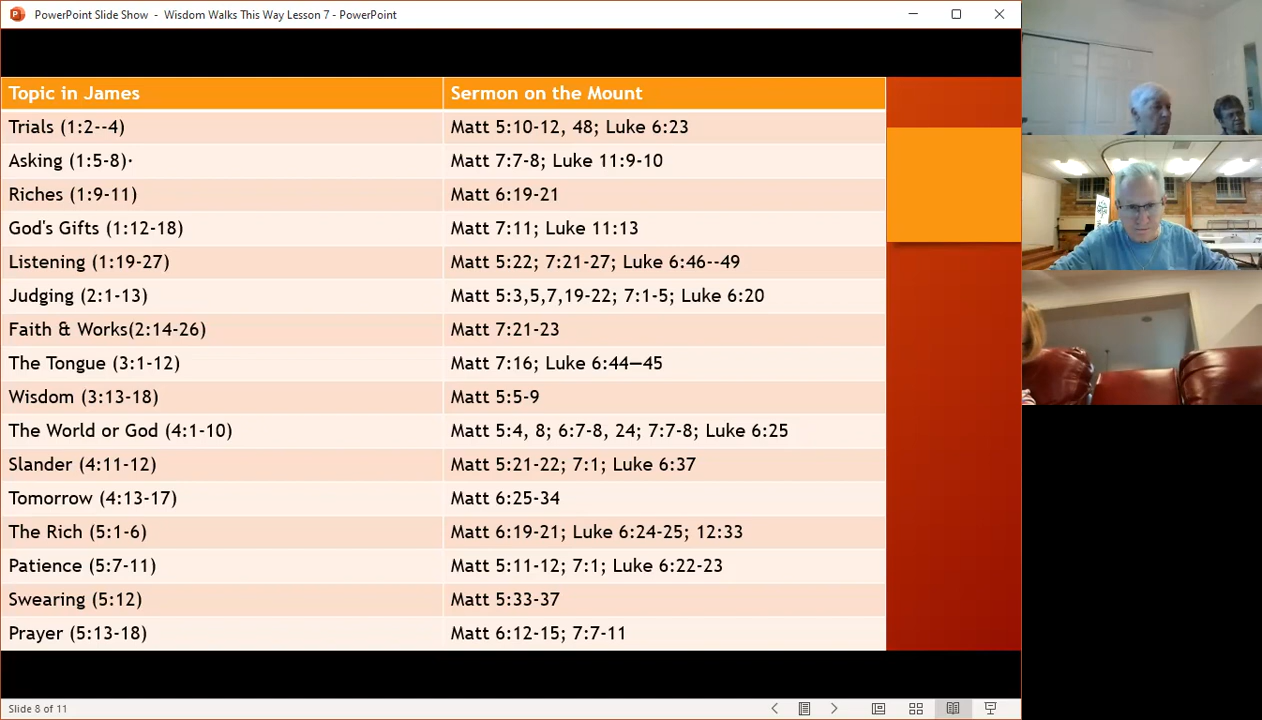 PowerPoint Slide Show - Wisdom Walks This Way Lesson 7 - PowerPoint
Topic in James Sermon on the Mount
Trials (1:2--4) Matt 5:10-12, 48; Luke 6:23
Asking (1:5-8)· Matt 7:7-8; Luke 11:9-10
Riches (1:9-11) Matt 6:19-21
God's Gifts (1:12-18) Matt 7:11; Luke 11:13
Listening (1:19-27) Matt 5:22; 7:21-27; Luke 6:46--49
Judging (2:1-13) Matt 5:3,5,7,19-22; 7:1-5; Luke 6:20
Faith & Works(2:14-26) Matt 7:21-23
The Tongue (3:1-12) Matt 7:16; Luke 6:44—45
Wisdom (3:13-18) Matt 5:5-9
The World or God (4:1-10) Matt 5:4, 8; 6:7-8, 24; 7:7-8; Luke 6:25
Slander (4:11-12) Matt 5:21-22; 7:1; Luke 6:37
Tomorrow (4:13-17) Matt 6:25-34
The Rich (5:1-6) Matt 6:19-21; Luke 6:24-25; 12:33
Patience (5:7-11) Matt 5:11-12; 7:1; Luke 6:22-23
Swearing (5:12) Matt 5:33-37
Prayer (5:13-18) Matt 6:12-15; 7:7-11
Slide 8 of 11